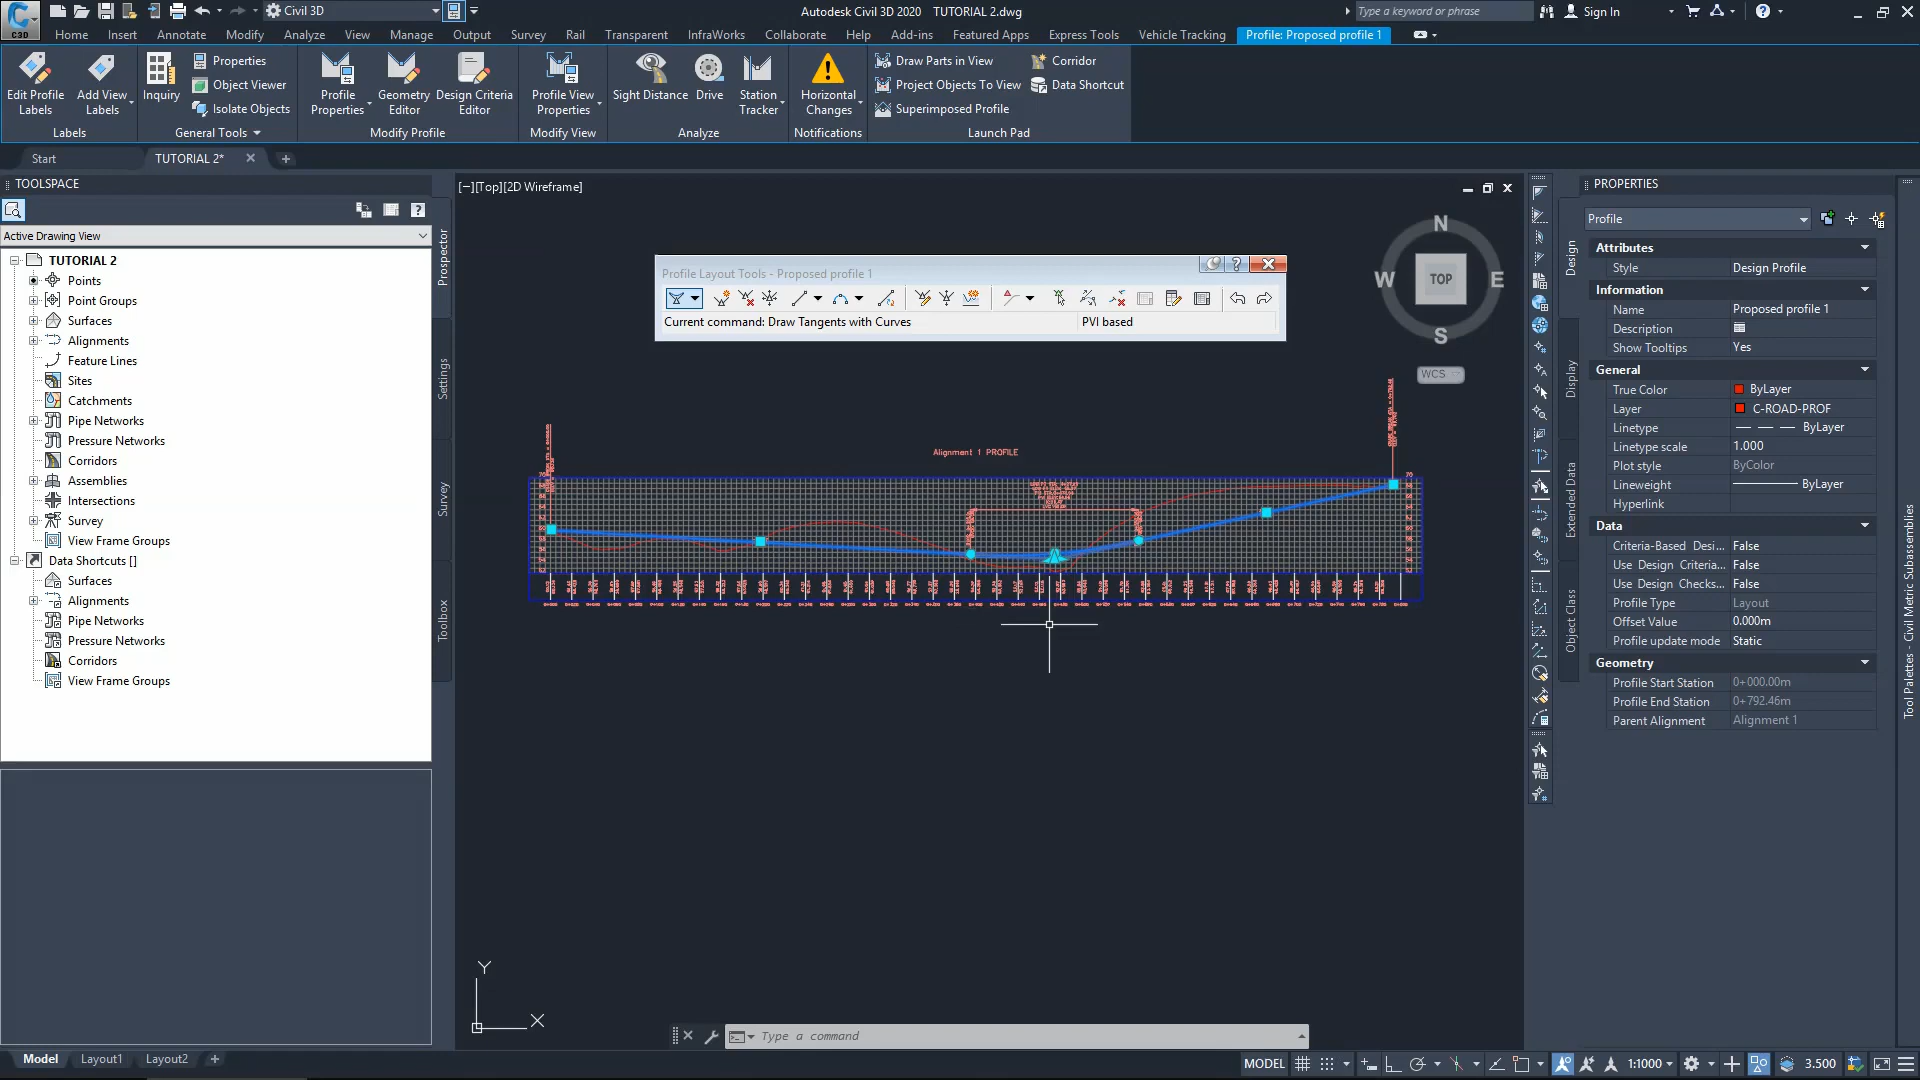 Civil 3D
Autodesk Civil 3D 2020 TUTORIAL 2.dwg
Type a keyword or phrase
Sign In
C3D
Home Insert Annotate Modify Analyze View Manage Output Survey Rail Transparent InfraWorks Collaborate Help Add-ins Featured Apps Express Tools Vehicle Tracking Profile: Proposed profile 1
Edit Profile Labels
Add View Labels
Inquiry
Properties
Object Viewer
Isolate Objects
Profile Properties
Geometry Editor
Design Criteria Editor
Profile View Properties
Sight Distance
Drive
Station Tracker
Horizontal Changes
Draw Parts in View
Project Objects To View
Superimposed Profile
Corridor
Data Shortcut
Labels
General Tools
Modify Profile
Modify View
Analyze
Notifications
Launch Pad
Start
TUTORIAL 2*
TOOLSPACE
Active Drawing View
TUTORIAL 2
Points
Point Groups
Surfaces
Alignments
Feature Lines
Sites
Catchments
Pipe Networks
Pressure Networks
Corridors
Assemblies
Intersections
Survey
View Frame Groups
Data Shortcuts []
Surfaces
Alignments
Pipe Networks
Pressure Networks
Corridors
View Frame Groups
Prospector
Settings
Survey
Toolbox
[−][Top][2D Wireframe]
Profile Layout Tools - Proposed profile 1
Current command: Draw Tangents with Curves
PVI based
N
W
TOP
E
S
WCS
Alignment 1 PROFILE
Y
X
Type a command
PROPERTIES
Profile
Design
Display
Extended Data
Object Class
Attributes
Style Design Profile
Information
Name Proposed profile 1
Description
Show Tooltips Yes
General
True Color ByLayer
Layer C-ROAD-PROF
Linetype ByLayer
Linetype scale 1.000
Plot style ByColor
Lineweight ByLayer
Hyperlink
Data
Criteria-Based Desi... False
Use Design Criteria... False
Use Design Checks... False
Profile Type Layout
Offset Value 0.000m
Profile update mode Static
Geometry
Profile Start Station 0+000.00m
Profile End Station 0+792.46m
Parent Alignment Alignment 1
Tool Palettes - Civil Metric Subassemblies
Model Layout1 Layout2
MODEL
1:1000
3.500